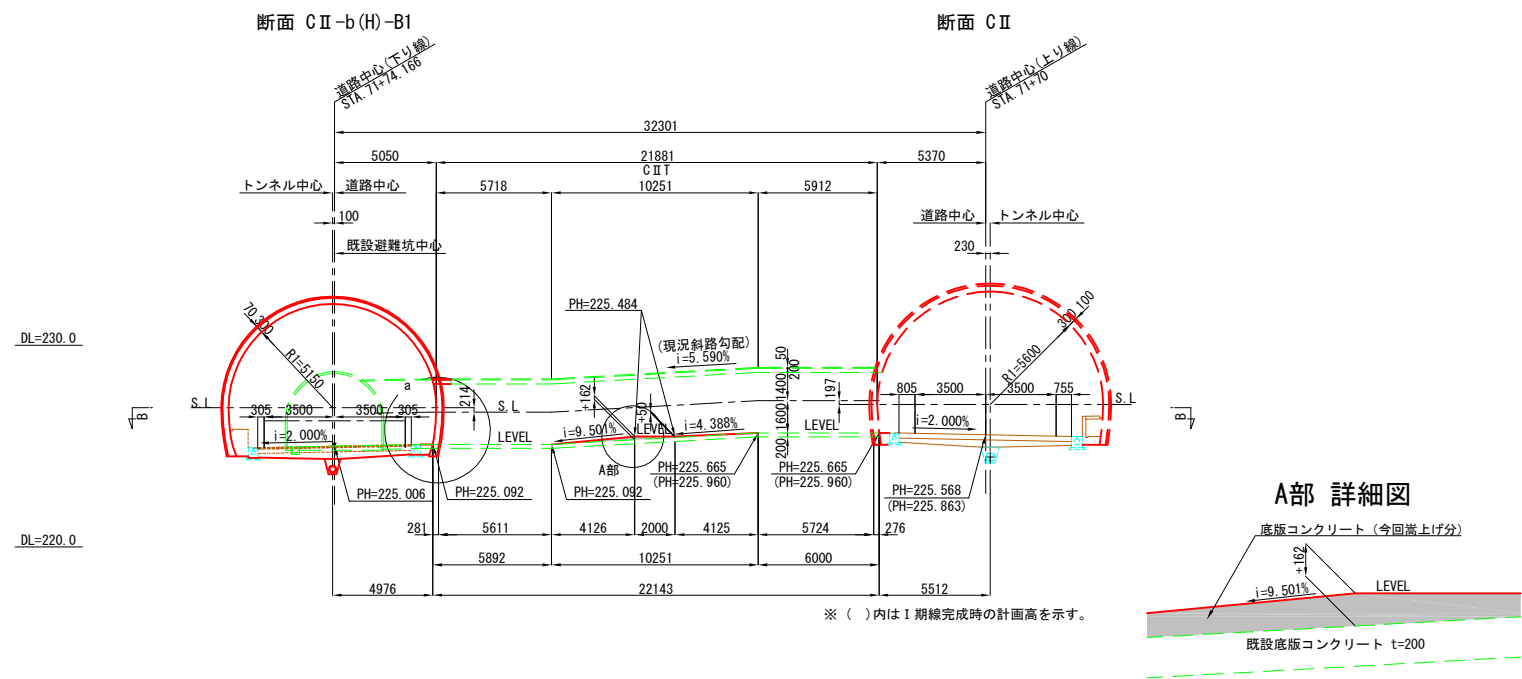 断面 CⅡ-b(H)-B1
断面 CⅡ
道路中心(下り線)
STA.71+74.166
道路中心(上り線)
STA.71+70
32301
5050
21881
5370
CⅡT
トンネル中心
道路中心
5718
10251
5912
道路中心
トンネル中心
100
230
既設避難坑中心
PH=225.484
DL=230.0
70
300
R1=5150
(現況斜路勾配)
i=5.590%
50
200
1400
1600
200
197
300
100
R1=5600
a
214
+162
+50
S.L
S.L
S.L
B
B
305
3500
3500
305
805
3500
3500
755
i=2.000%
i=2.000%
LEVEL
i=9.501%
LEVEL
i=4.388%
LEVEL
A部
PH=225.006
PH=225.092
PH=225.092
PH=225.665
(PH=225.960)
PH=225.665
(PH=225.960)
PH=225.568
(PH=225.863)
DL=220.0
281
5611
4126
2000
4125
5724
276
5892
10251
6000
4976
22143
5512
※ ( )内はⅠ期線完成時の計画高を示す。
A部 詳細図
底版コンクリート（今回嵩上げ分）
+162
i=9.501%
LEVEL
既設底版コンクリート t=200